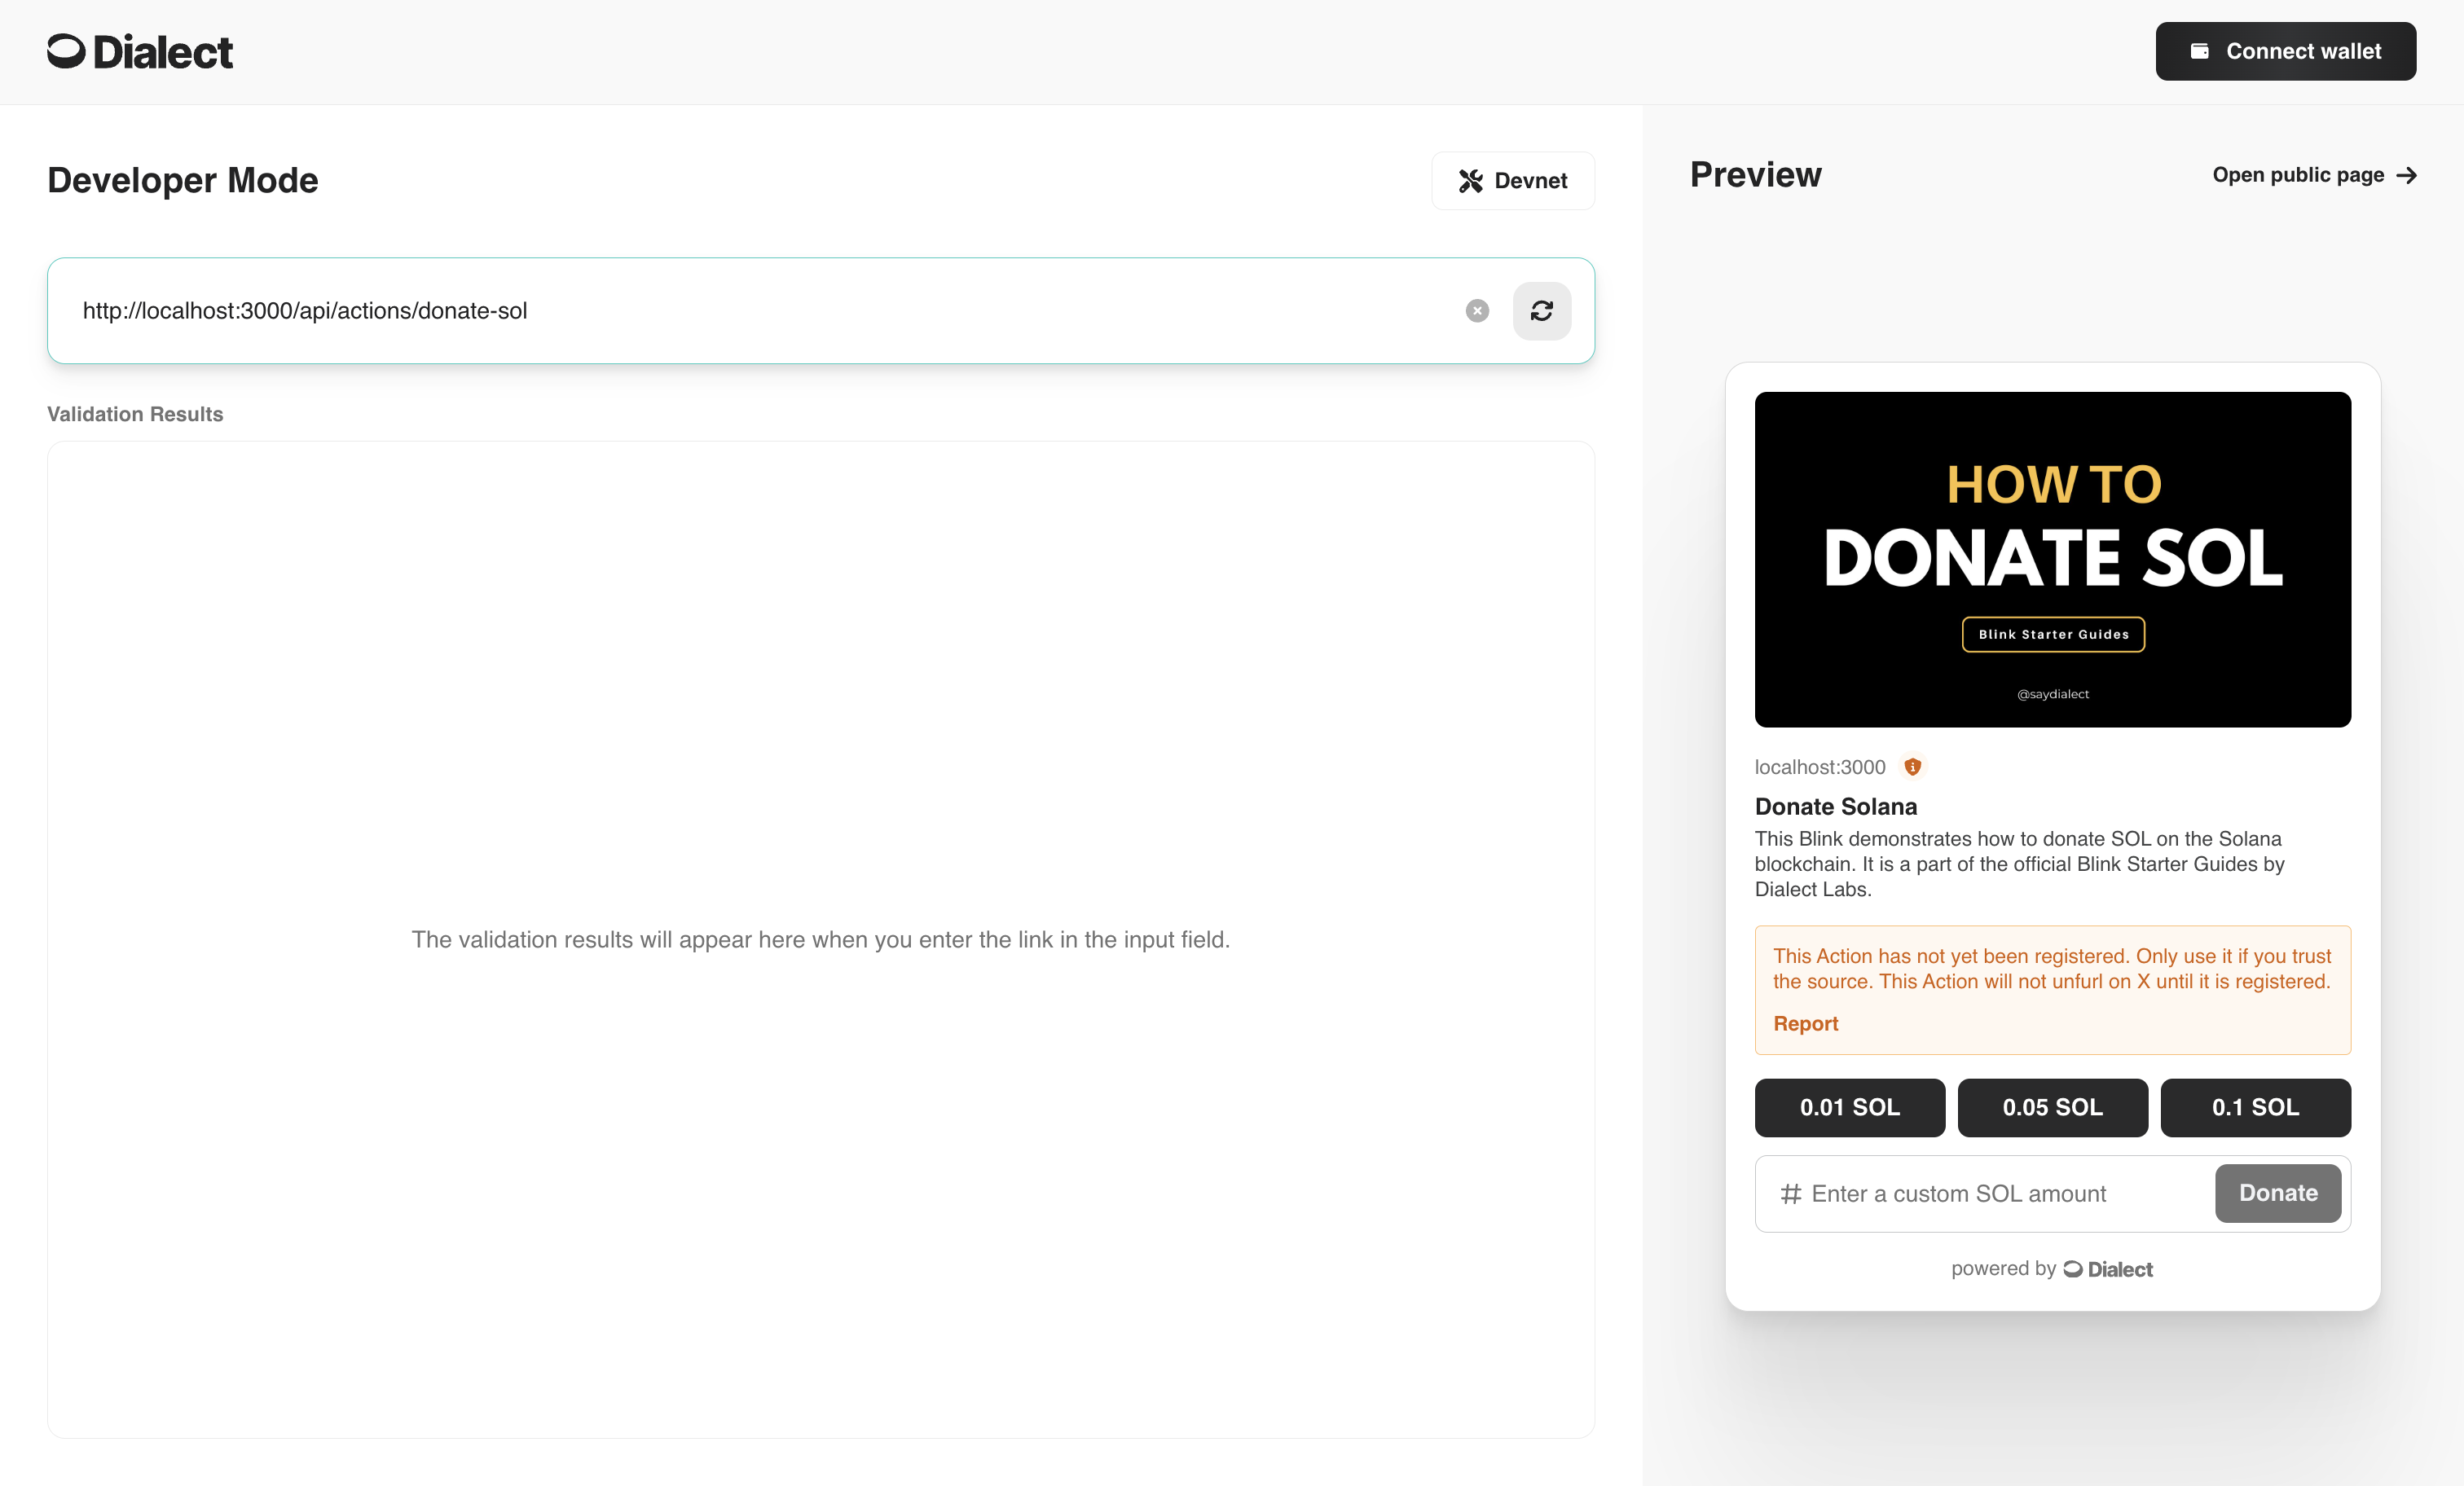 Dialect
Connect wallet
Developer Mode
Devnet
http://localhost:3000/api/actions/donate-sol
Validation Results
The validation results will appear here when you enter the link in the input field.
Preview
Open public page
HOW TO
DONATE SOL
Blink Starter Guides
@saydialect
localhost:3000
Donate Solana
This Blink demonstrates how to donate SOL on the Solana
blockchain. It is a part of the official Blink Starter Guides by
Dialect Labs.
This Action has not yet been registered. Only use it if you trust
the source. This Action will not unfurl on X until it is registered.
Report
0.01 SOL
0.05 SOL
0.1 SOL
# Enter a custom SOL amount
Donate
powered by Dialect